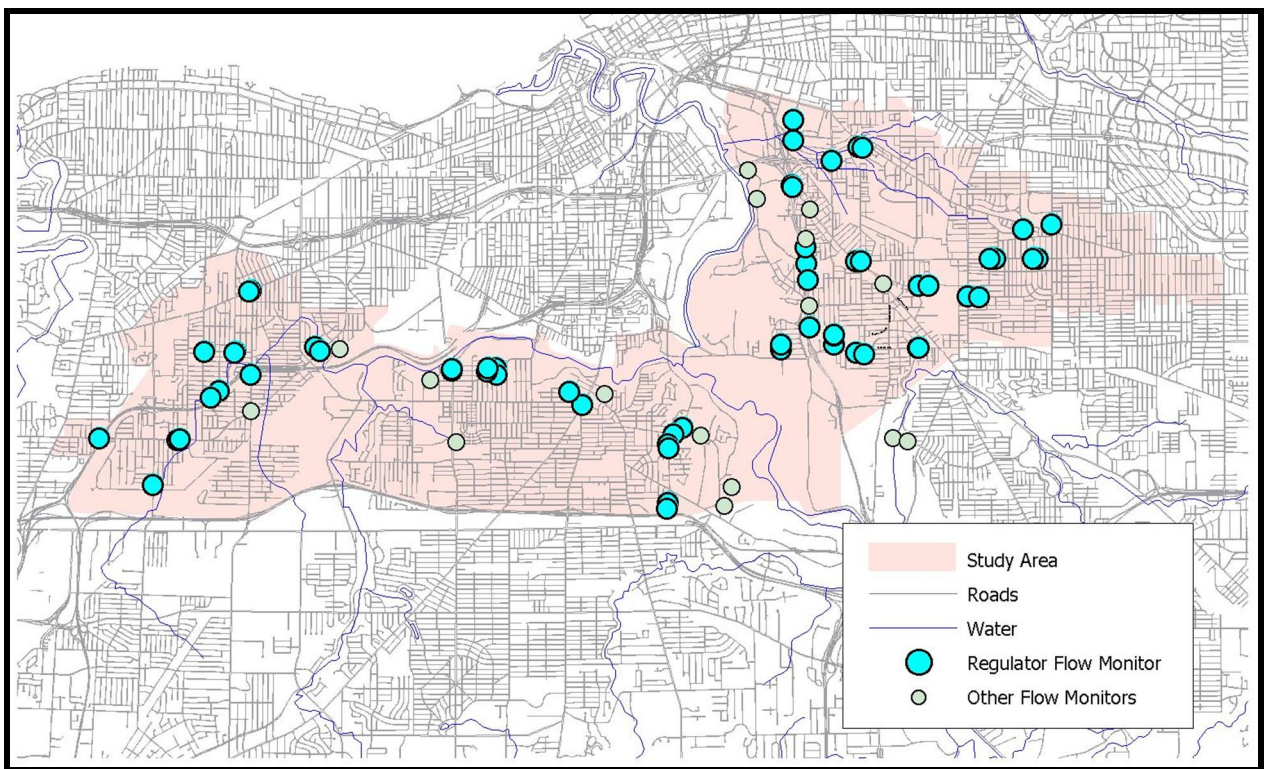 Study Area
Roads
Water
Regulator Flow Monitor
Other Flow Monitors